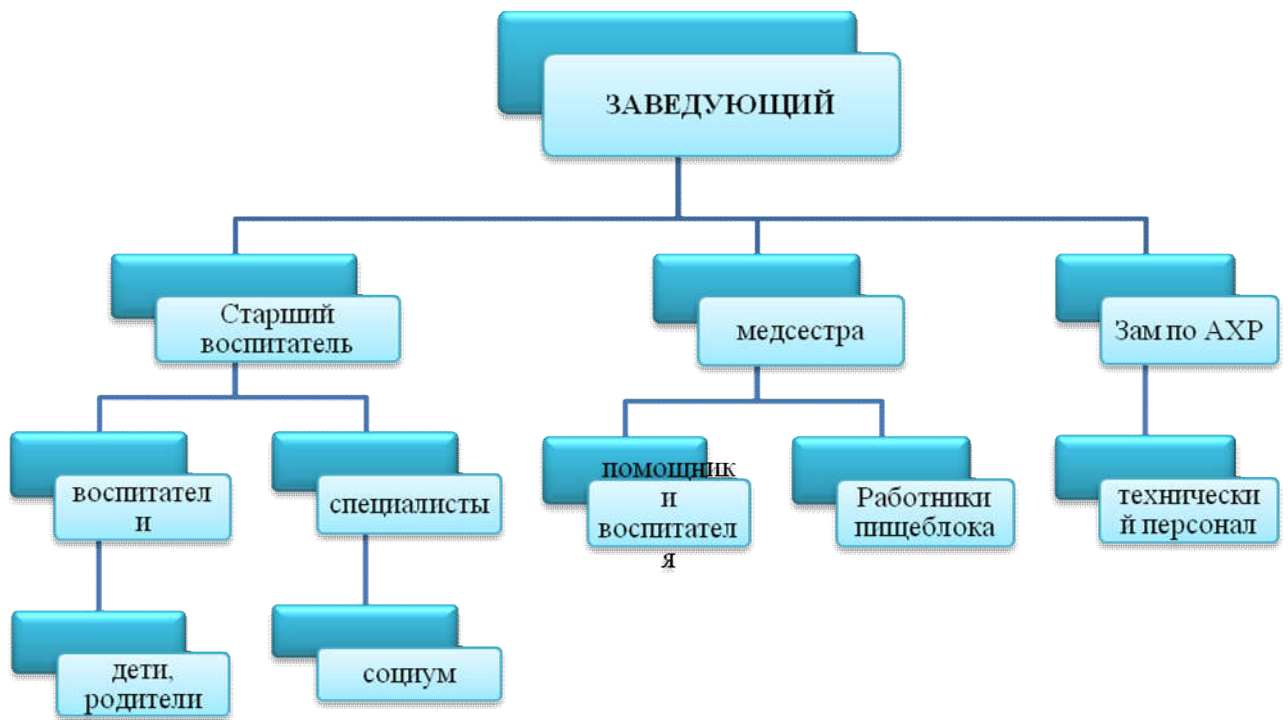 ЗАВЕДУЮЩИЙ
Старший
воспитатель
медсестра
Зам по АХР
воспитател
и
специалисты
помощник
и
воспитател
я
Работники
пищеблока
технически
й персонал
дети,
родители
социум